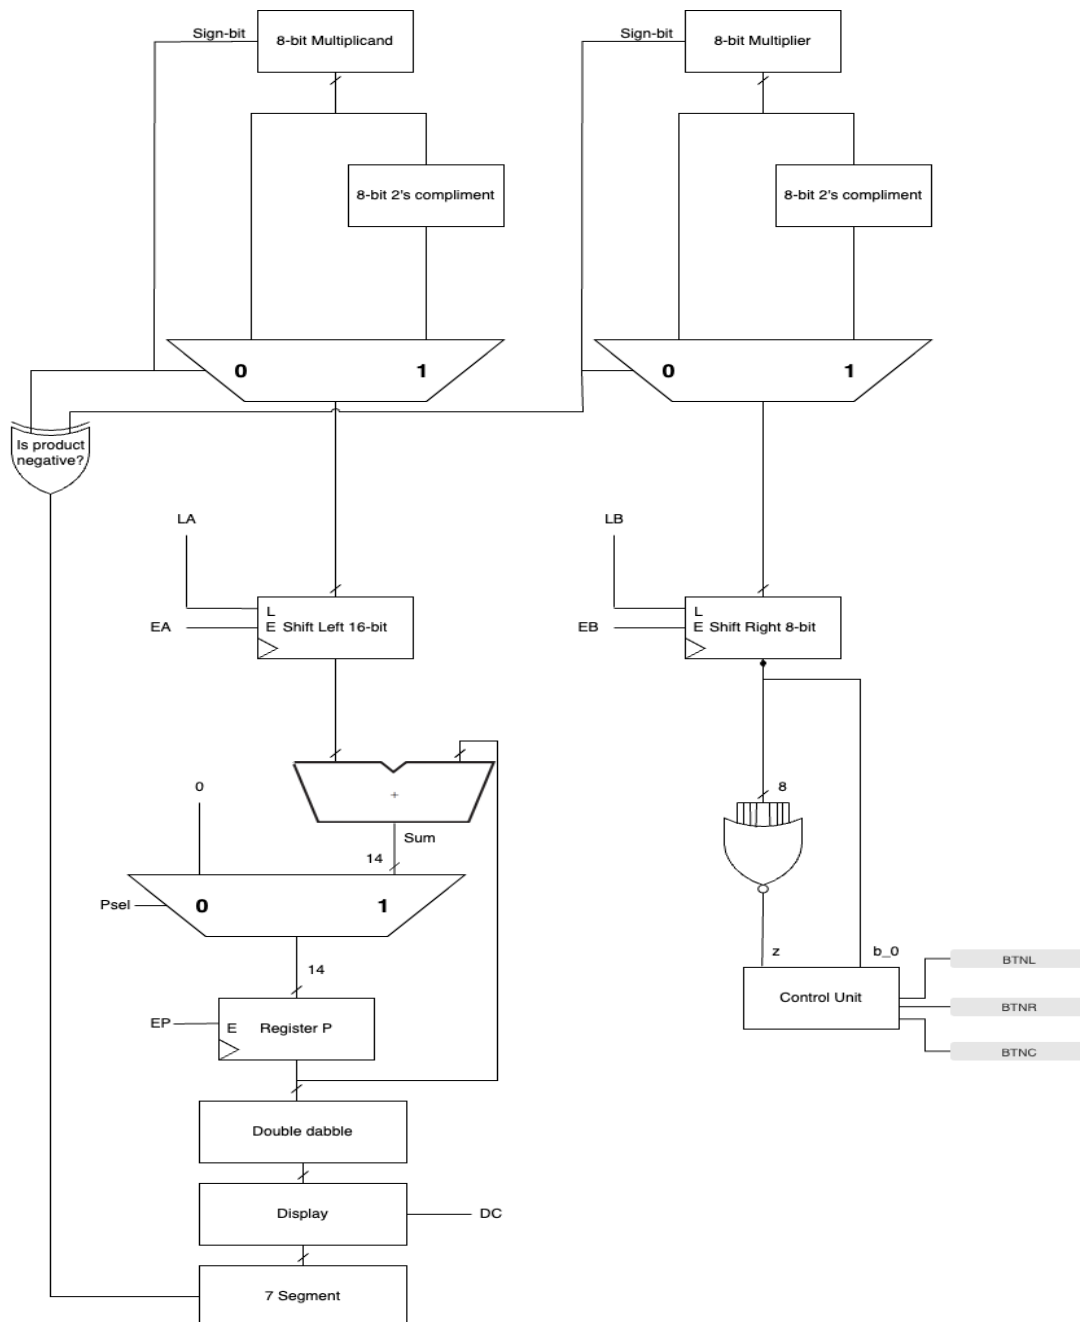 Sign-bit
8-bit Multiplicand
Sign-bit
8-bit Multiplier
8-bit 2's compliment
8-bit 2's compliment
0
1
0
1
Is product
negative?
LA
LB
L
EA
E Shift Left 16-bit
L
EB
E Shift Right 8-bit
0
+
8
Sum
14
Psel
0
1
z
b_0
BTNL
14
Control Unit
BTNR
EP
E
Register P
BTNC
Double dabble
Display
DC
7 Segment